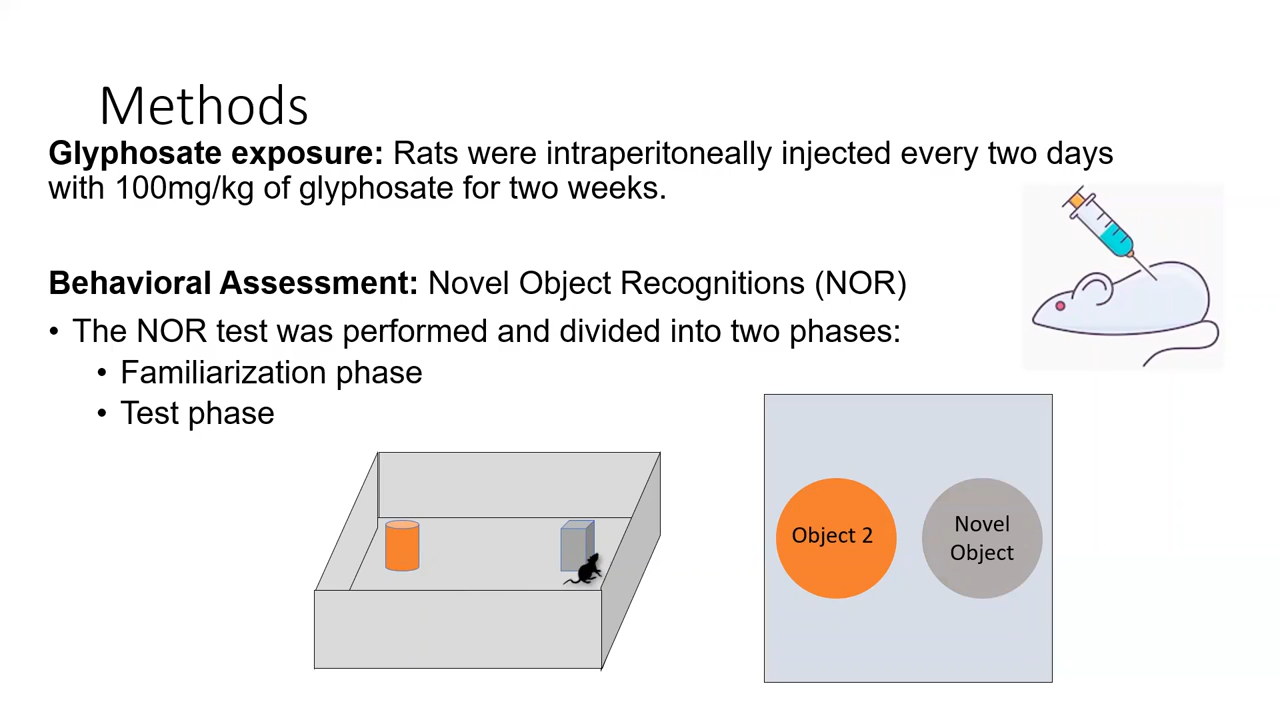 Methods
Glyphosate exposure: Rats were intraperitoneally injected every two days
with 100mg/kg of glyphosate for two weeks.
Behavioral Assessment: Novel Object Recognitions (NOR)
• The NOR test was performed and divided into two phases:
• Familiarization phase
• Test phase
Object 2
Novel
Object